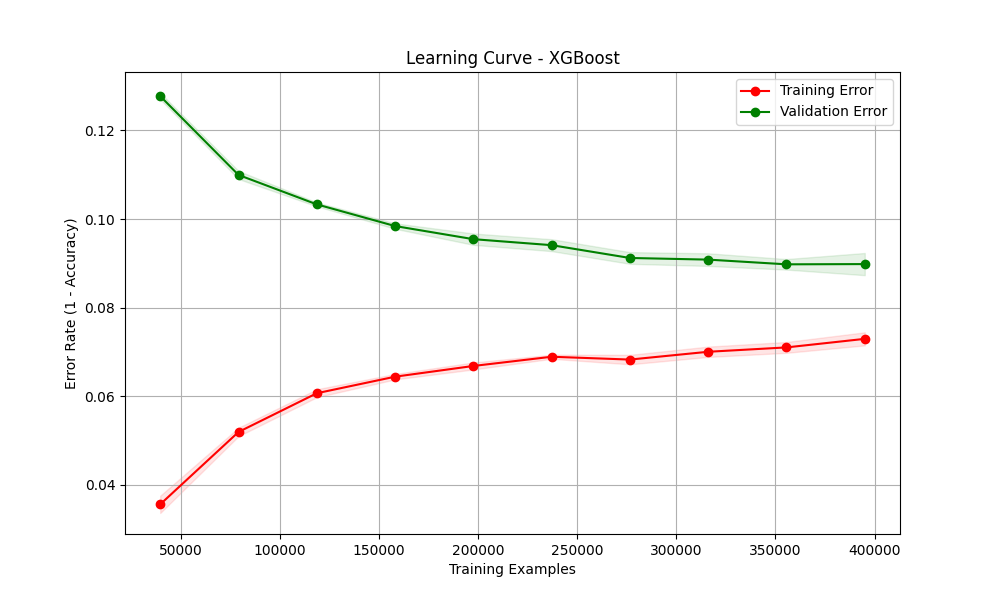 Learning Curve - XGBoost
Training Error
Validation Error
Error Rate (1 - Accuracy)
0.12
0.10
0.08
0.06
0.04
50000 100000 150000 200000 250000 300000 350000 400000
Training Examples